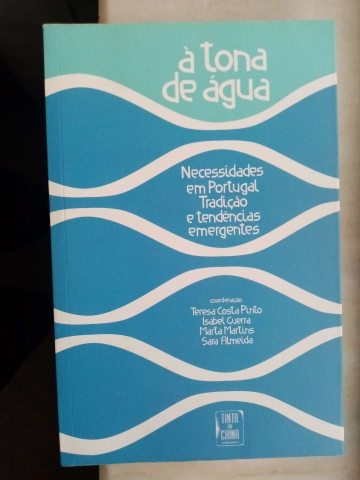 à tona
de água
Necessidades
em Portugal
Tradição
e tendências
emergentes
coordenação
Teresa Costa Pinto
Isabel Guerra
Marta Martins
Sara Almeida
TINTA
DA
CHINA